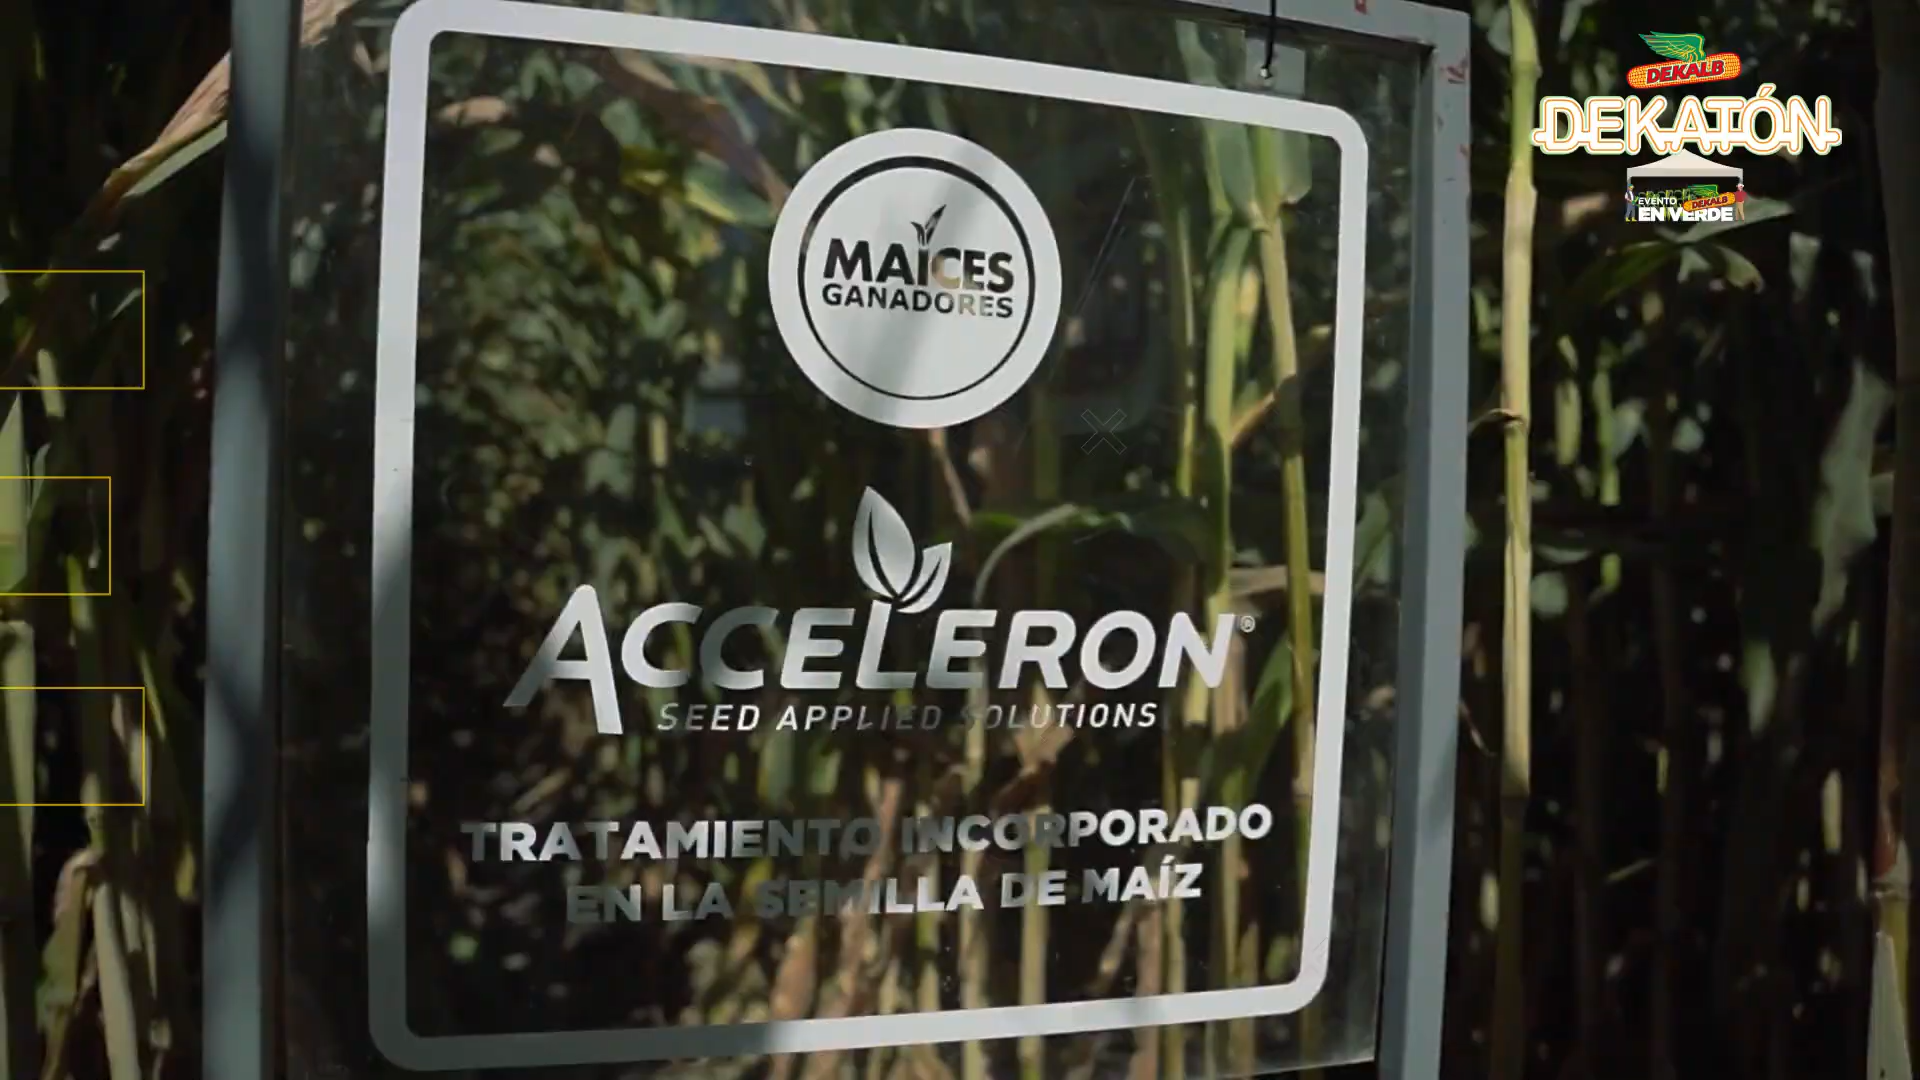 MAÍCES
GANADORES
ACCELERON®
SEED APPLIED SOLUTIONS
TRATAMIENTO INCORPORADO
EN LA SEMILLA DE MAÍZ
DEKALB
DEKATÓN
EVENTO
DEKALB
EN VERDE